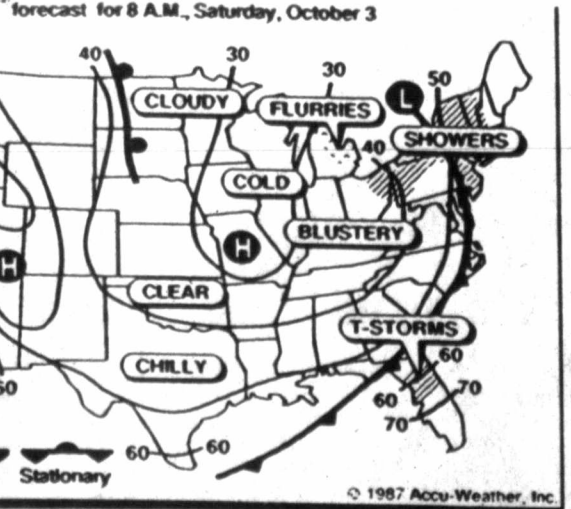 forecast for 8 A.M., Saturday, October 3
40
30
30
50
CLOUDY
FLURRIES
L
SHOWERS
40
COLD
BLUSTERY
H
H
CLEAR
T-STORMS
CHILLY
60
60
70
60
70
60
60
Stationary
© 1987 Accu-Weather, Inc.